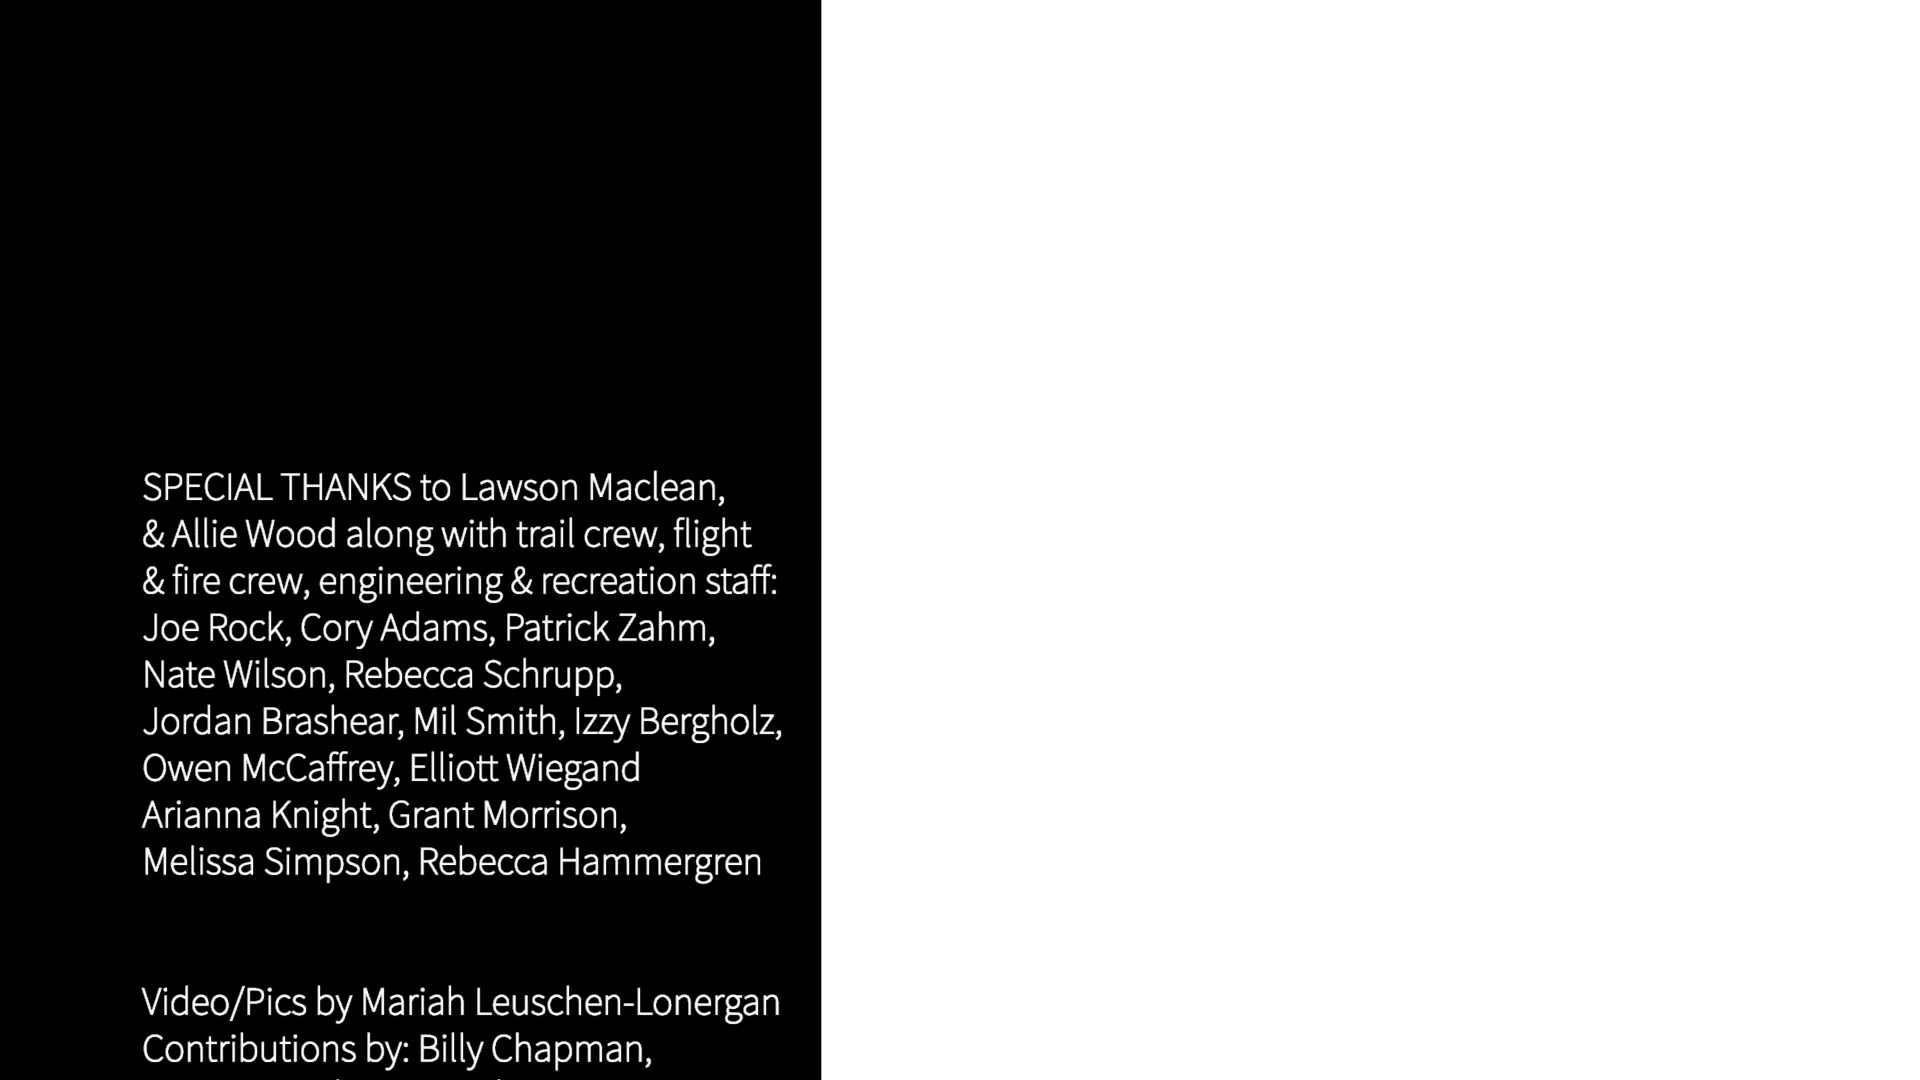 SPECIAL THANKS to Lawson Maclean,
& Allie Wood along with trail crew, flight
& fire crew, engineering & recreation staff:
Joe Rock, Cory Adams, Patrick Zahm,
Nate Wilson, Rebecca Schrupp,
Jordan Brashear, Mil Smith, Izzy Bergholz,
Owen McCaffrey, Elliott Wiegand
Arianna Knight, Grant Morrison,
Melissa Simpson, Rebecca Hammergren
Video/Pics by Mariah Leuschen-Lonergan
Contributions by: Billy Chapman,